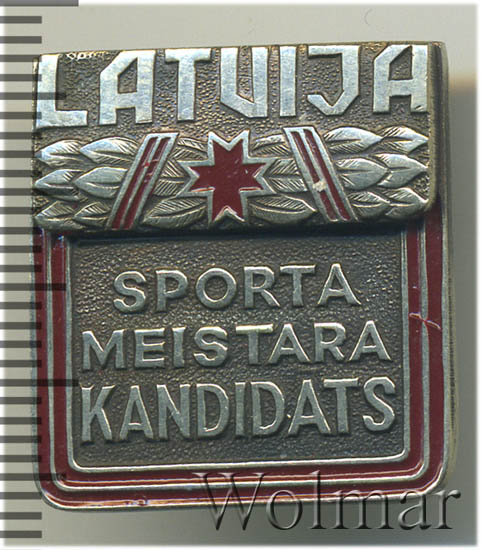 LATVIJA
SPORTA
MEISTARA
KANDIDATS
Wolmar